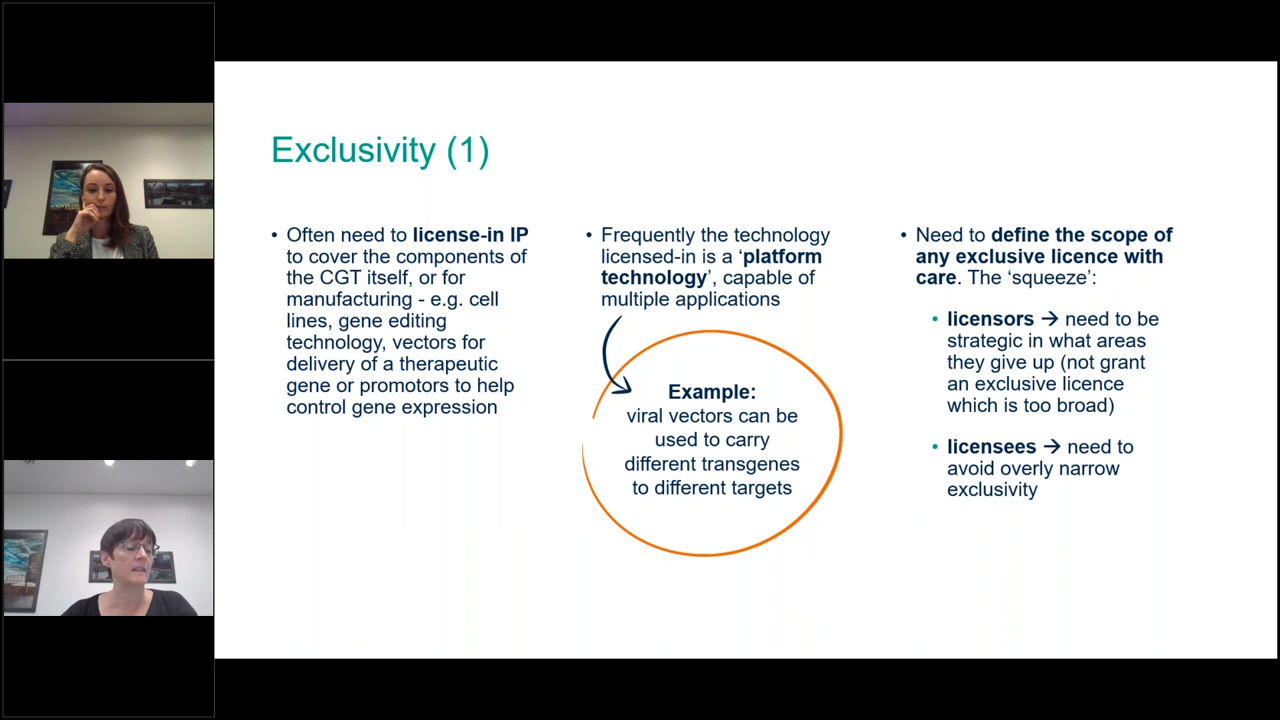 Exclusivity (1)
• Often need to license-in IP
to cover the components of
the CGT itself, or for
manufacturing - e.g. cell
lines, gene editing
technology, vectors for
delivery of a therapeutic
gene or promotors to help
control gene expression
• Frequently the technology
licensed-in is a ‘platform
technology’, capable of
multiple applications
Example:
viral vectors can be
used to carry
different transgenes
to different targets
• Need to define the scope of
any exclusive licence with
care. The ‘squeeze’:
• licensors → need to be
strategic in what areas
they give up (not grant
an exclusive licence
which is too broad)
• licensees → need to
avoid overly narrow
exclusivity